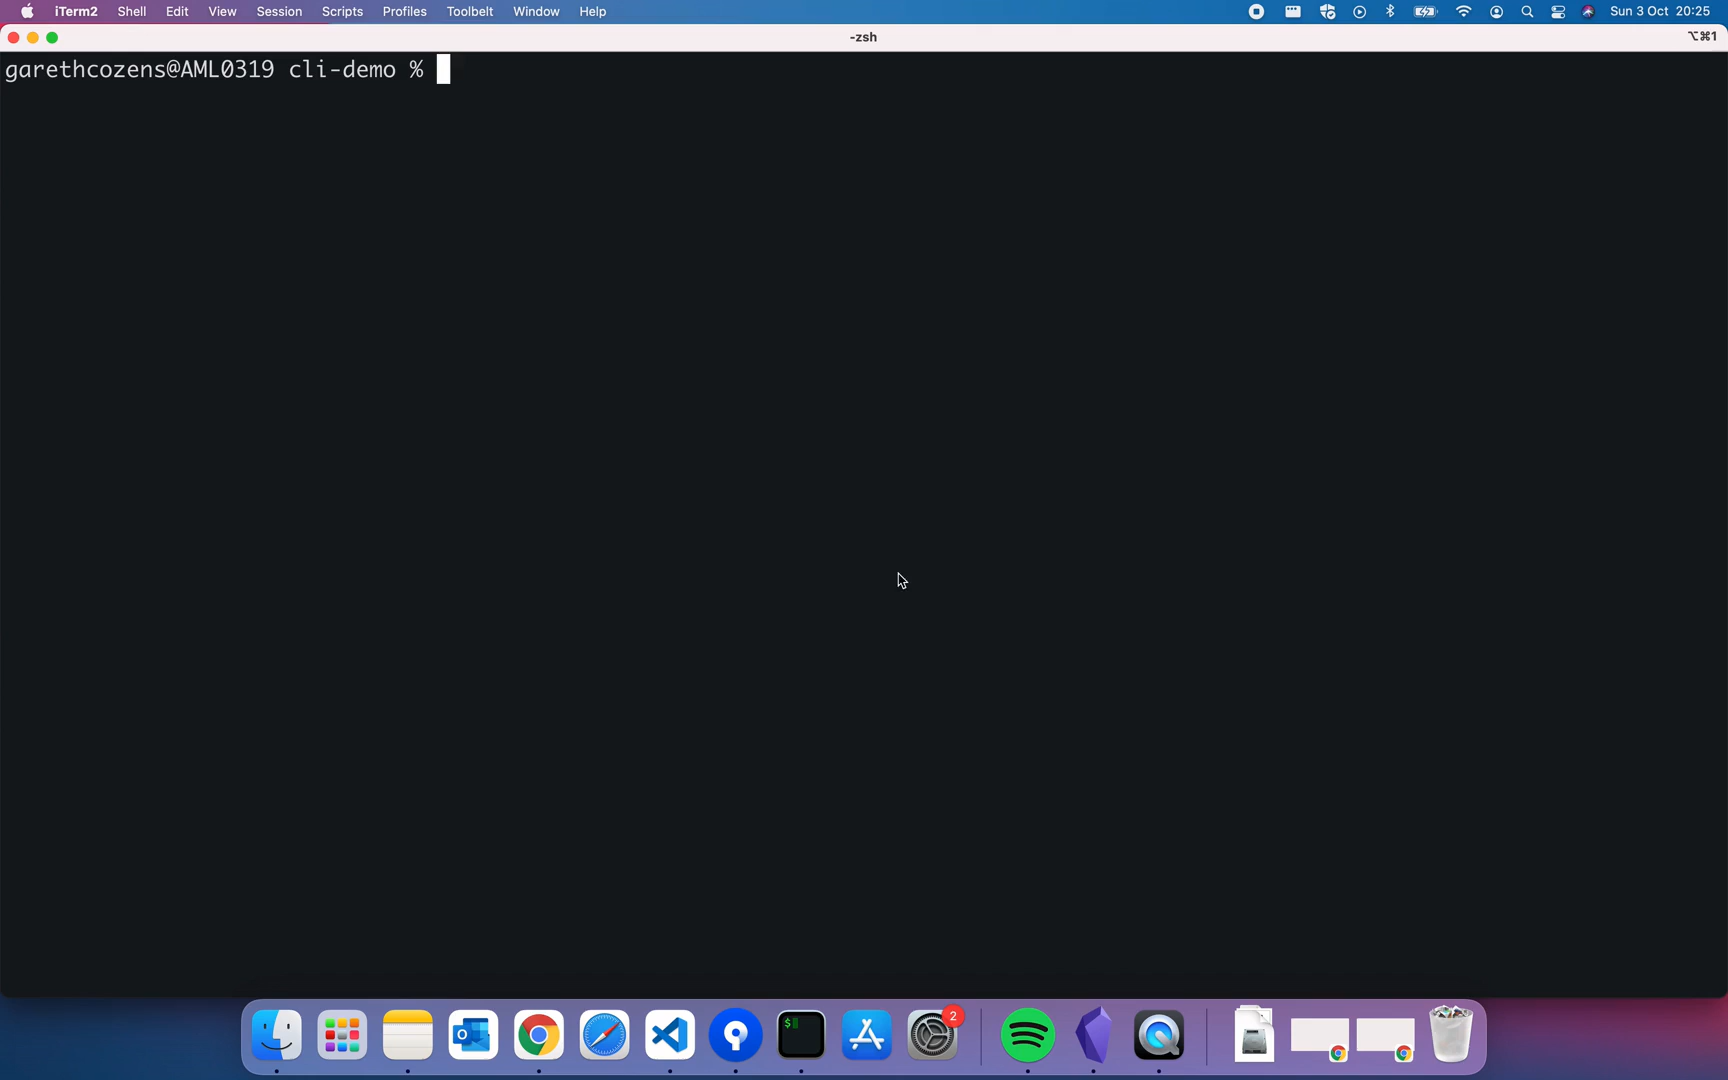 iTerm2 Shell Edit View Session Scripts Profiles Toolbelt Window Help Sun 3 Oct 20:25
-zsh ⌥⌘1
garethcozens@AML0319 cli-demo %
$
2